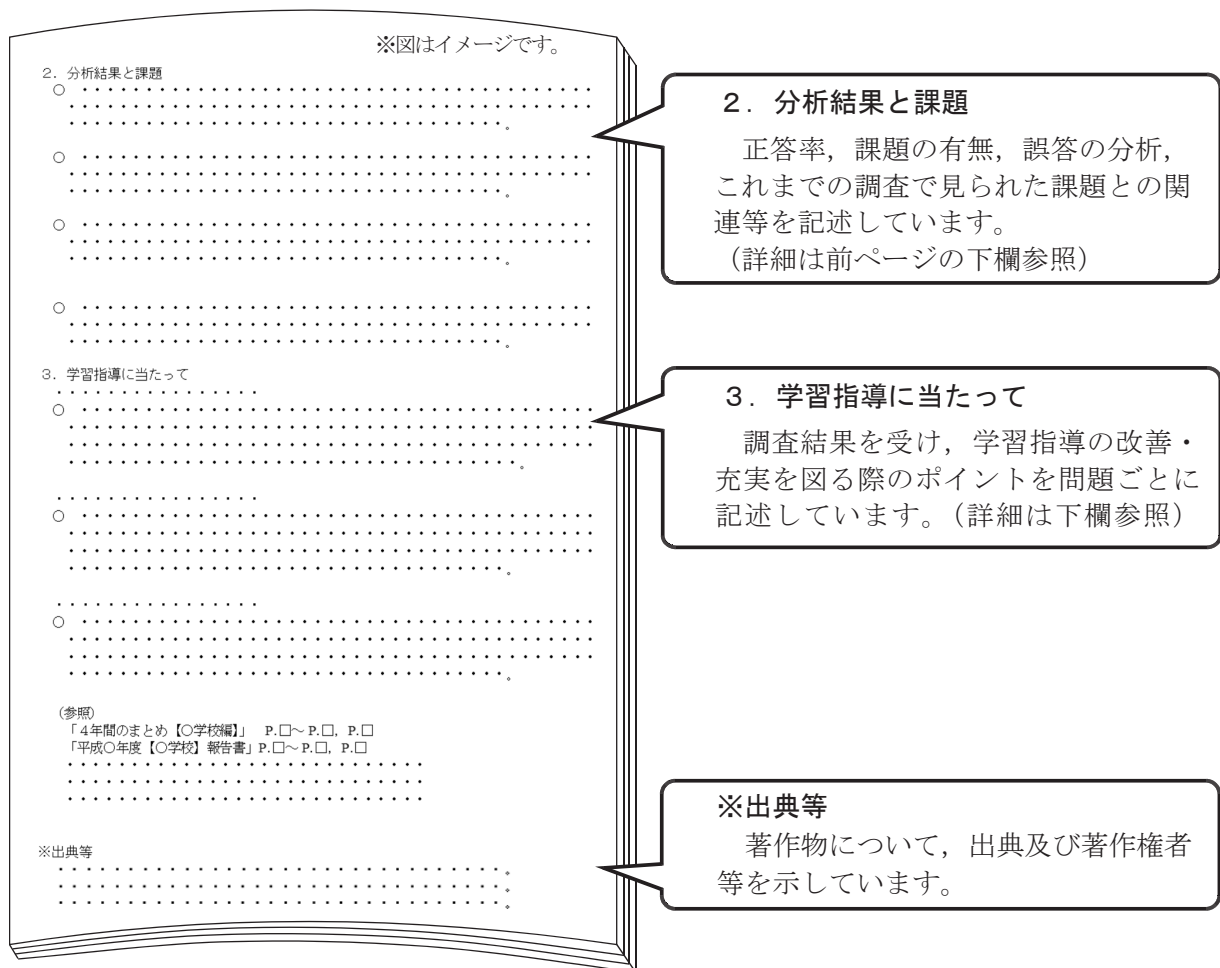 ※図はイメージです。
2．分析結果と課題
3．学習指導に当たって
（参照）
「４年間のまとめ【○学校編】」　P.□～P.□，P.□
「平成○年度【○学校】報告書」P.□～P.□，P.□
※出典等
２．分析結果と課題
正答率，課題の有無，誤答の分析，
これまでの調査で見られた課題との関
連等を記述しています。
（詳細は前ページの下欄参照）
３．学習指導に当たって
調査結果を受け，学習指導の改善・
充実を図る際のポイントを問題ごとに
記述しています。（詳細は下欄参照）
※出典等
著作物について，出典及び著作権者
等を示しています。